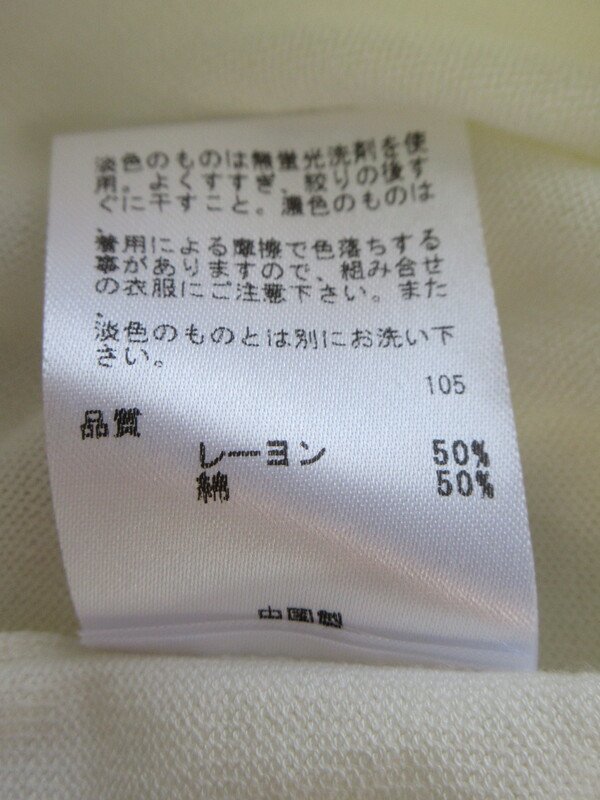 淡色のものは無蛍光洗剤を使
用。よくすすぎ、絞りの後す
ぐに干すこと。濃色のものは
、
着用による摩擦で色落ちする
事がありますので、組み合せ
の衣服にご注意下さい。また
、
淡色のものとは別にお洗い下
さい。
105
品質
レーヨン 50%
綿 50%
中国製